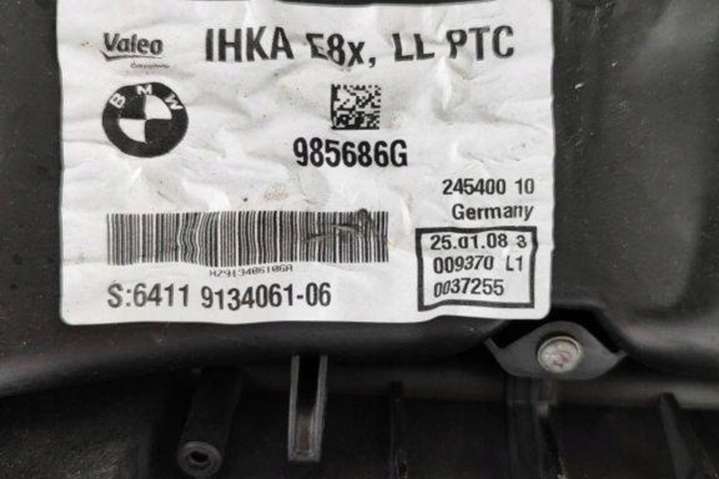 Valeo
IHKA E8x, LL PTC
BMW
985686G
245400 10
Germany
25.01.08 3
009370 L1
0037255
S:6411 9134061-06